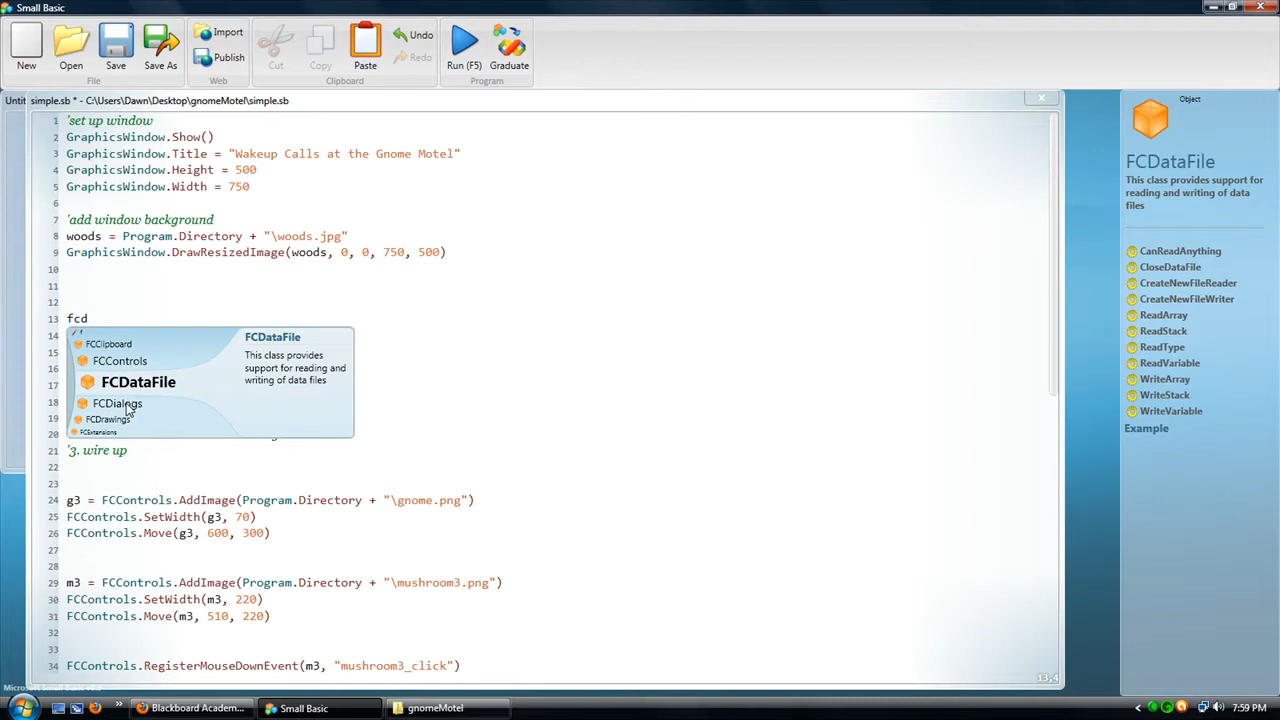 Small Basic
New
Open
Save
Save As
Import
Publish
Cut
Copy
Paste
Undo
Redo
Run (F5)
Graduate
File
Web
Clipboard
Program
Untit
simple.sb * - C:\Users\Dawn\Desktop\gnomeMotel\simple.sb
1 'set up window
2 GraphicsWindow.Show()
3 GraphicsWindow.Title = "Wakeup Calls at the Gnome Motel"
4 GraphicsWindow.Height = 500
5 GraphicsWindow.Width = 750
6
7 'add window background
8 woods = Program.Directory + "\woods.jpg"
9 GraphicsWindow.DrawResizedImage(woods, 0, 0, 750, 500)
10
11
12
13 fcd
14
15
16
17
18
19
20
21 '3. wire up
22
23
24 g3 = FCControls.AddImage(Program.Directory + "\gnome.png")
25 FCControls.SetWidth(g3, 70)
26 FCControls.Move(g3, 600, 300)
27
28
29 m3 = FCControls.AddImage(Program.Directory + "\mushroom3.png")
30 FCControls.SetWidth(m3, 220)
31 FCControls.Move(m3, 510, 220)
32
33
34 FCControls.RegisterMouseDownEvent(m3, "mushroom3_click")
FCClipboard
FCControls
FCDataFile
FCDialogs
FCDrawings
FCExtensions
FCDataFile
This class provides
support for reading and
writing of data files
13,4
Object
FCDataFile
This class provides support for
reading and writing of data
files
CanReadAnything
CloseDataFile
CreateNewFileReader
CreateNewFileWriter
ReadArray
ReadStack
ReadType
ReadVariable
WriteArray
WriteStack
WriteVariable
Example
Microsoft Small Basic
Blackboard Academ...
Small Basic
gnomeMotel
7:59 PM